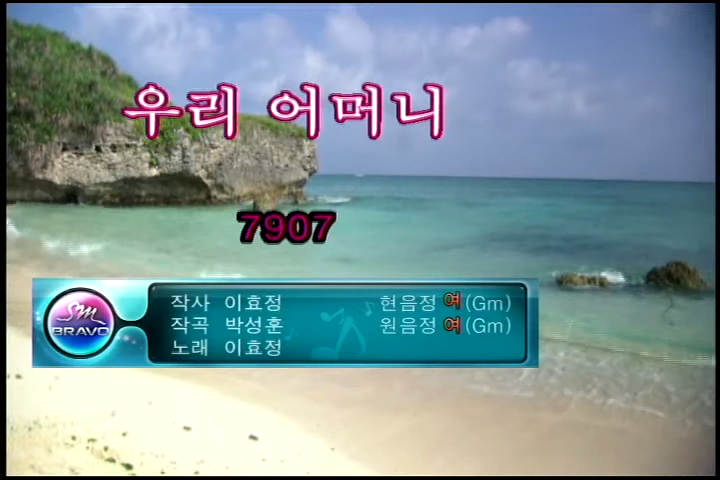 우리 어머니
7907
SM
BRAVO
작사 이효정 현음정 여(Gm)
작곡 박성훈 원음정 여(Gm)
노래 이효정